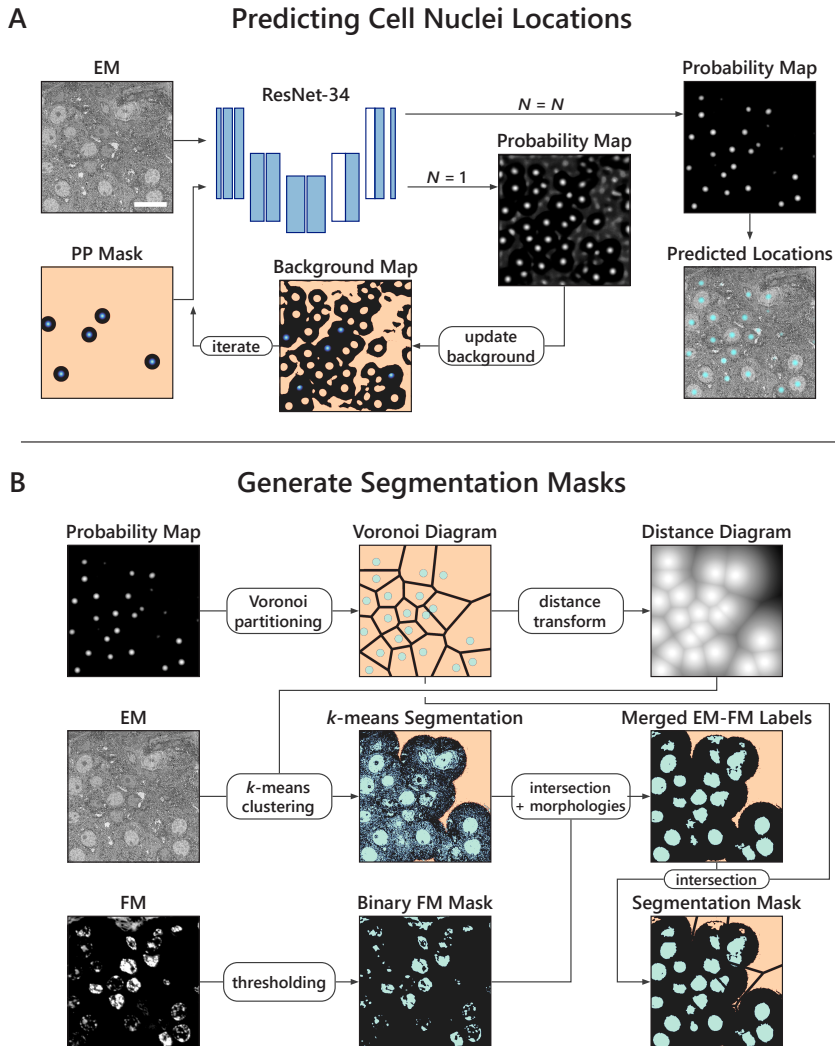 A
Predicting Cell Nuclei Locations
EM
ResNet-34
N = N
Probability Map
Probability Map
N = 1
PP Mask
Background Map
Predicted Locations
iterate
update
background
B
Generate Segmentation Masks
Probability Map
Voronoi Diagram
Distance Diagram
Voronoi
partitioning
distance
transform
EM
k-means Segmentation
Merged EM-FM Labels
k-means
clustering
intersection
+ morphologies
intersection
FM
Binary FM Mask
Segmentation Mask
thresholding